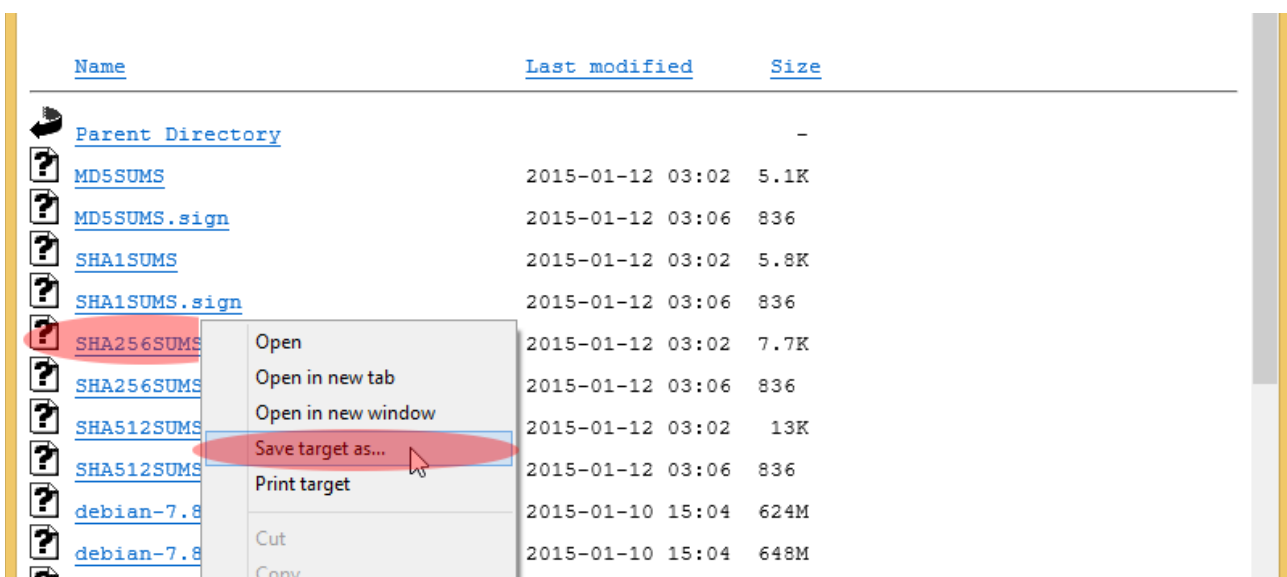 Name Last modified Size
Parent Directory -
MD5SUMS 2015-01-12 03:02 5.1K
MD5SUMS.sign 2015-01-12 03:06 836
SHA1SUMS 2015-01-12 03:02 5.8K
SHA1SUMS.sign 2015-01-12 03:06 836
SHA256SUMS Open 2015-01-12 03:02 7.7K
SHA256SUMS Open in new tab 2015-01-12 03:06 836
Open in new window
SHA512SUMS 2015-01-12 03:02 13K
Save target as...
SHA512SUMS 2015-01-12 03:06 836
Print target
debian-7.8 2015-01-10 15:04 624M
Cut
debian-7.8 2015-01-10 15:04 648M
Copy